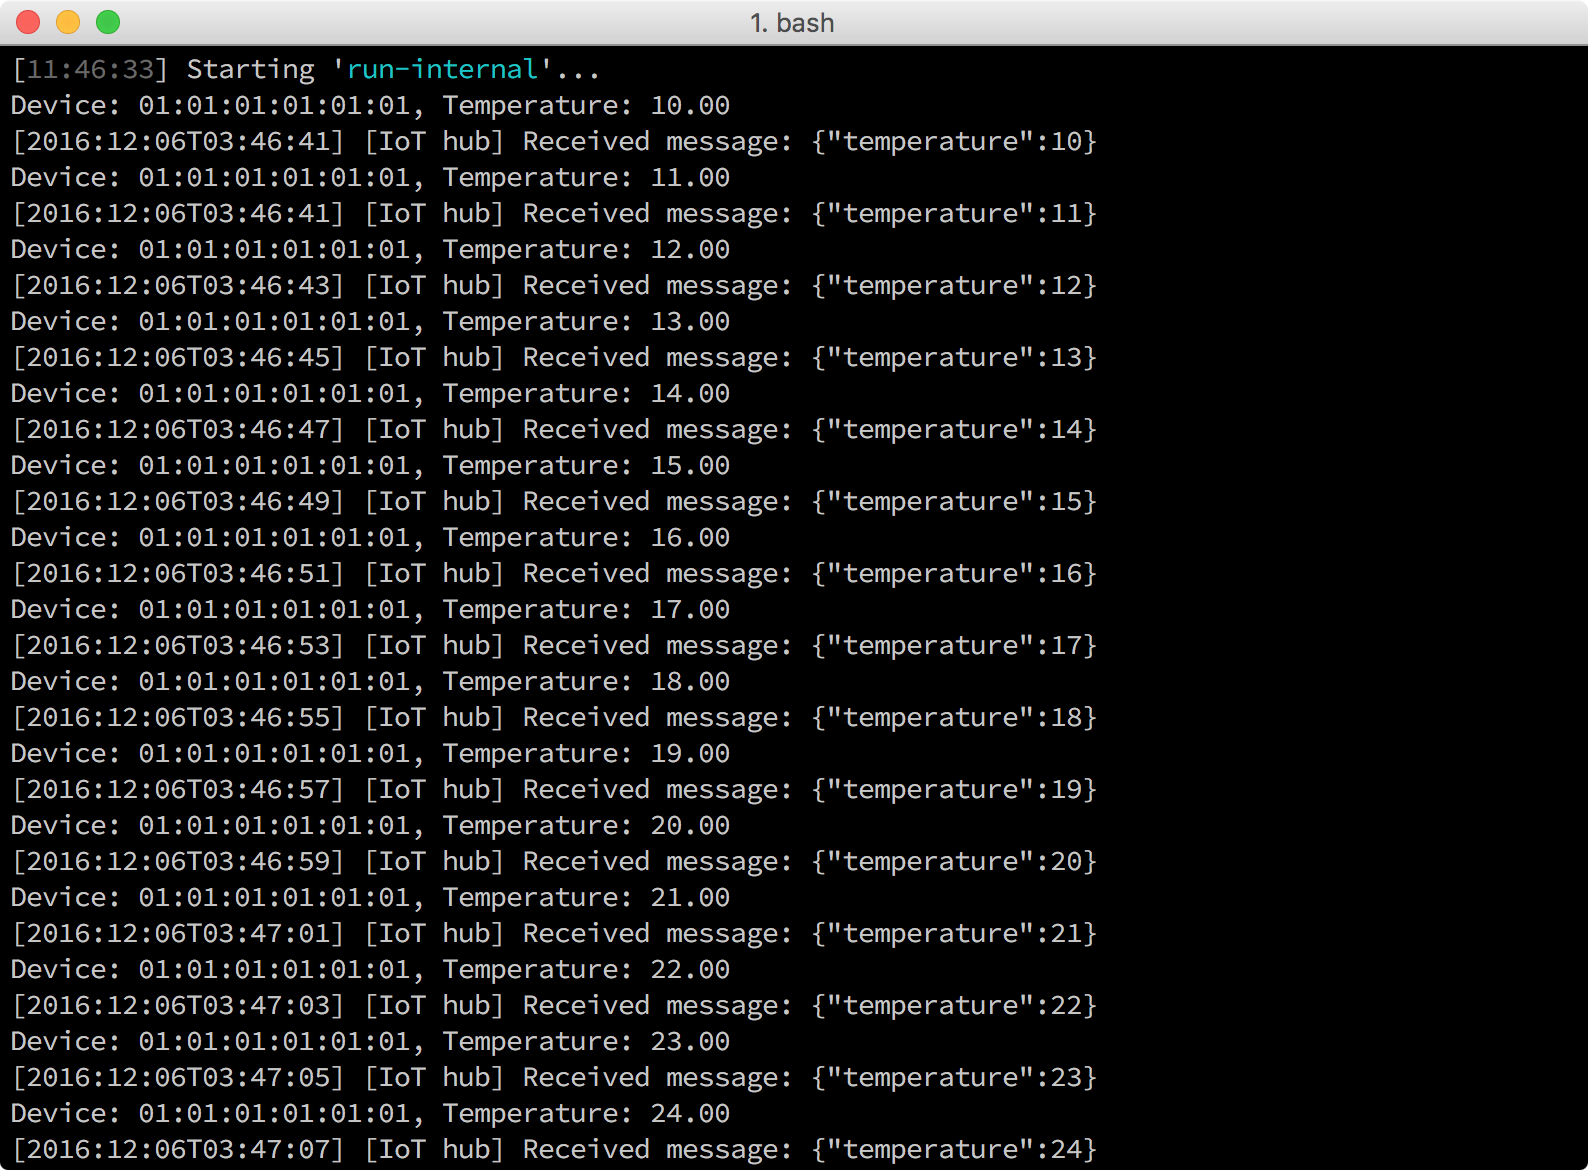 1. bash
[11:46:33] Starting 'run-internal'...
Device: 01:01:01:01:01:01, Temperature: 10.00
[2016:12:06T03:46:41] [IoT hub] Received message: {"temperature":10}
Device: 01:01:01:01:01:01, Temperature: 11.00
[2016:12:06T03:46:41] [IoT hub] Received message: {"temperature":11}
Device: 01:01:01:01:01:01, Temperature: 12.00
[2016:12:06T03:46:43] [IoT hub] Received message: {"temperature":12}
Device: 01:01:01:01:01:01, Temperature: 13.00
[2016:12:06T03:46:45] [IoT hub] Received message: {"temperature":13}
Device: 01:01:01:01:01:01, Temperature: 14.00
[2016:12:06T03:46:47] [IoT hub] Received message: {"temperature":14}
Device: 01:01:01:01:01:01, Temperature: 15.00
[2016:12:06T03:46:49] [IoT hub] Received message: {"temperature":15}
Device: 01:01:01:01:01:01, Temperature: 16.00
[2016:12:06T03:46:51] [IoT hub] Received message: {"temperature":16}
Device: 01:01:01:01:01:01, Temperature: 17.00
[2016:12:06T03:46:53] [IoT hub] Received message: {"temperature":17}
Device: 01:01:01:01:01:01, Temperature: 18.00
[2016:12:06T03:46:55] [IoT hub] Received message: {"temperature":18}
Device: 01:01:01:01:01:01, Temperature: 19.00
[2016:12:06T03:46:57] [IoT hub] Received message: {"temperature":19}
Device: 01:01:01:01:01:01, Temperature: 20.00
[2016:12:06T03:46:59] [IoT hub] Received message: {"temperature":20}
Device: 01:01:01:01:01:01, Temperature: 21.00
[2016:12:06T03:47:01] [IoT hub] Received message: {"temperature":21}
Device: 01:01:01:01:01:01, Temperature: 22.00
[2016:12:06T03:47:03] [IoT hub] Received message: {"temperature":22}
Device: 01:01:01:01:01:01, Temperature: 23.00
[2016:12:06T03:47:05] [IoT hub] Received message: {"temperature":23}
Device: 01:01:01:01:01:01, Temperature: 24.00
[2016:12:06T03:47:07] [IoT hub] Received message: {"temperature":24}